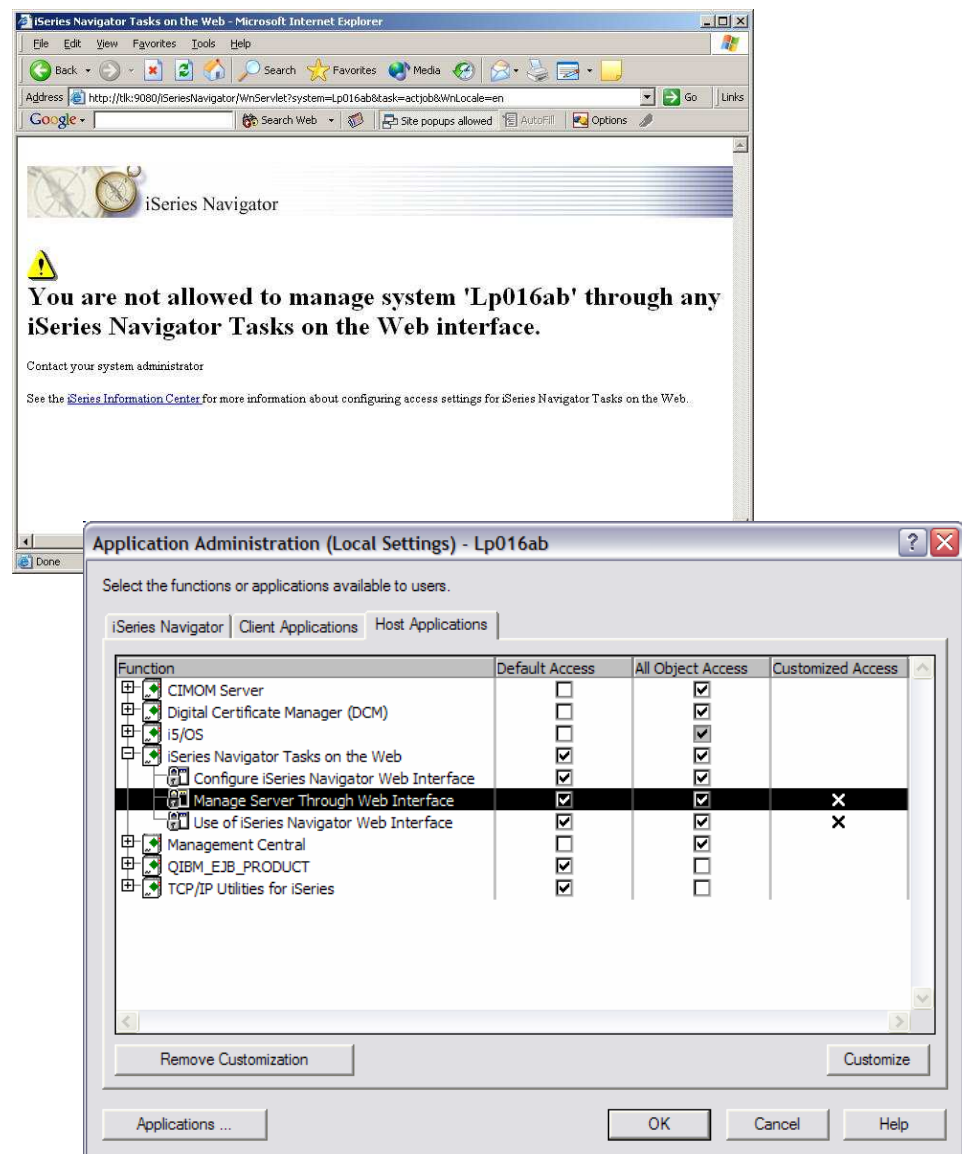 iSeries Navigator Tasks on the Web - Microsoft Internet Explorer
File Edit View Favorites Tools Help
Back Search Favorites Media
Address http://tlk:9080/iSeriesNavigator/WnServlet?system=Lp016ab&task=actjob&WnLocale=en Go Links
Google Search Web Site popups allowed AutoFill Options
iSeries Navigator
You are not allowed to manage system 'Lp016ab' through any
iSeries Navigator Tasks on the Web interface.
Contact your system administrator
See the iSeries Information Center for more information about configuring access settings for iSeries Navigator Tasks on the Web.
Done
Application Administration (Local Settings) - Lp016ab
Select the functions or applications available to users.
iSeries Navigator Client Applications Host Applications
Function Default Access All Object Access Customized Access
CIMOM Server
Digital Certificate Manager (DCM)
i5/OS
iSeries Navigator Tasks on the Web
Configure iSeries Navigator Web Interface
Manage Server Through Web Interface
Use of iSeries Navigator Web Interface
Management Central
QIBM_EJB_PRODUCT
TCP/IP Utilities for iSeries
Remove Customization Customize
Applications ... OK Cancel Help